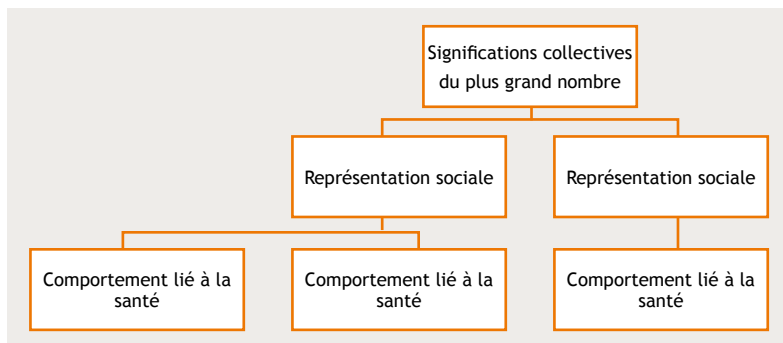 Significations collectives
du plus grand nombre
Représentation sociale
Représentation sociale
Comportement lié à la
santé
Comportement lié à la
santé
Comportement lié à la
santé